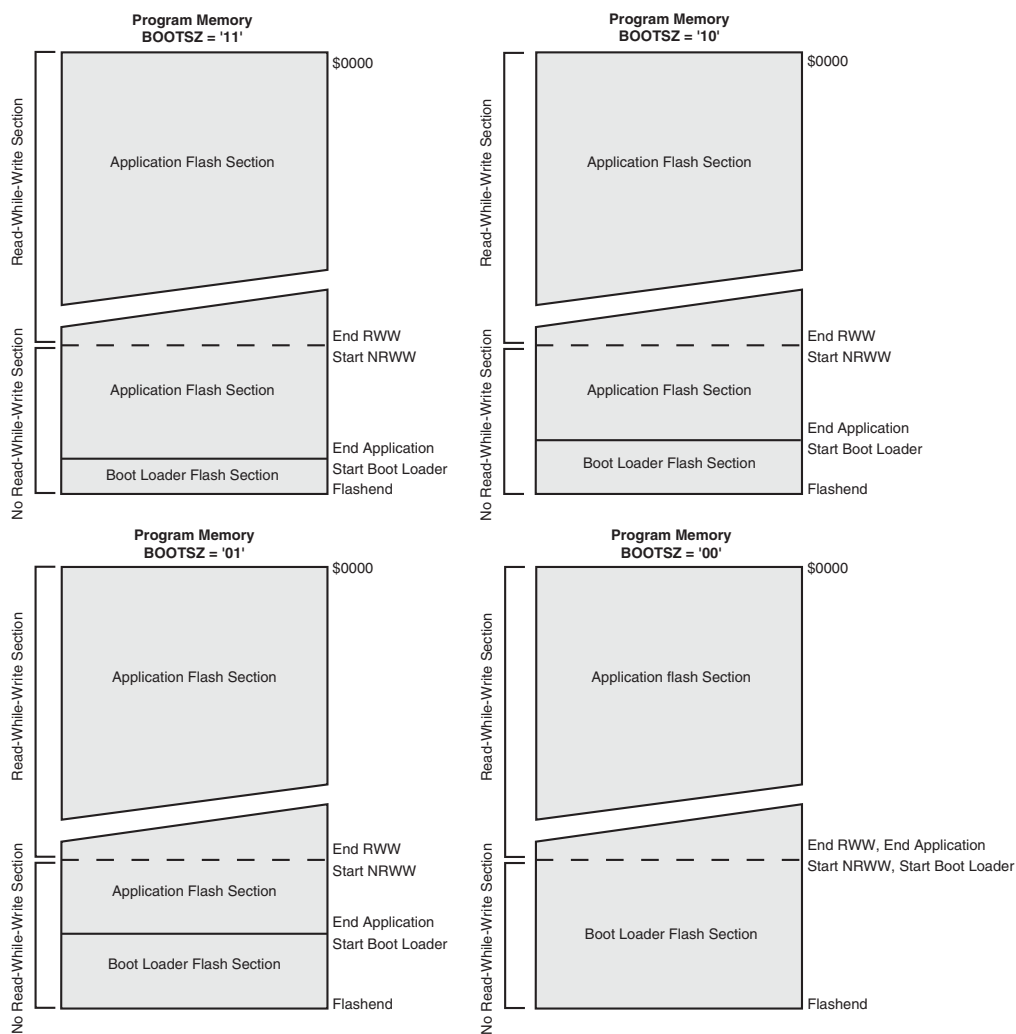 Program Memory
BOOTSZ = '11'
$0000
Read-While-Write Section
Application Flash Section
End RWW
Start NRWW
No Read-While-Write Section
Application Flash Section
End Application
Start Boot Loader
Boot Loader Flash Section
Flashend
Program Memory
BOOTSZ = '10'
$0000
Read-While-Write Section
Application Flash Section
End RWW
Start NRWW
No Read-While-Write Section
Application Flash Section
End Application
Start Boot Loader
Boot Loader Flash Section
Flashend
Program Memory
BOOTSZ = '01'
$0000
Read-While-Write Section
Application Flash Section
End RWW
Start NRWW
No Read-While-Write Section
Application Flash Section
End Application
Start Boot Loader
Boot Loader Flash Section
Flashend
Program Memory
BOOTSZ = '00'
$0000
Read-While-Write Section
Application flash Section
End RWW, End Application
Start NRWW, Start Boot Loader
No Read-While-Write Section
Boot Loader Flash Section
Flashend